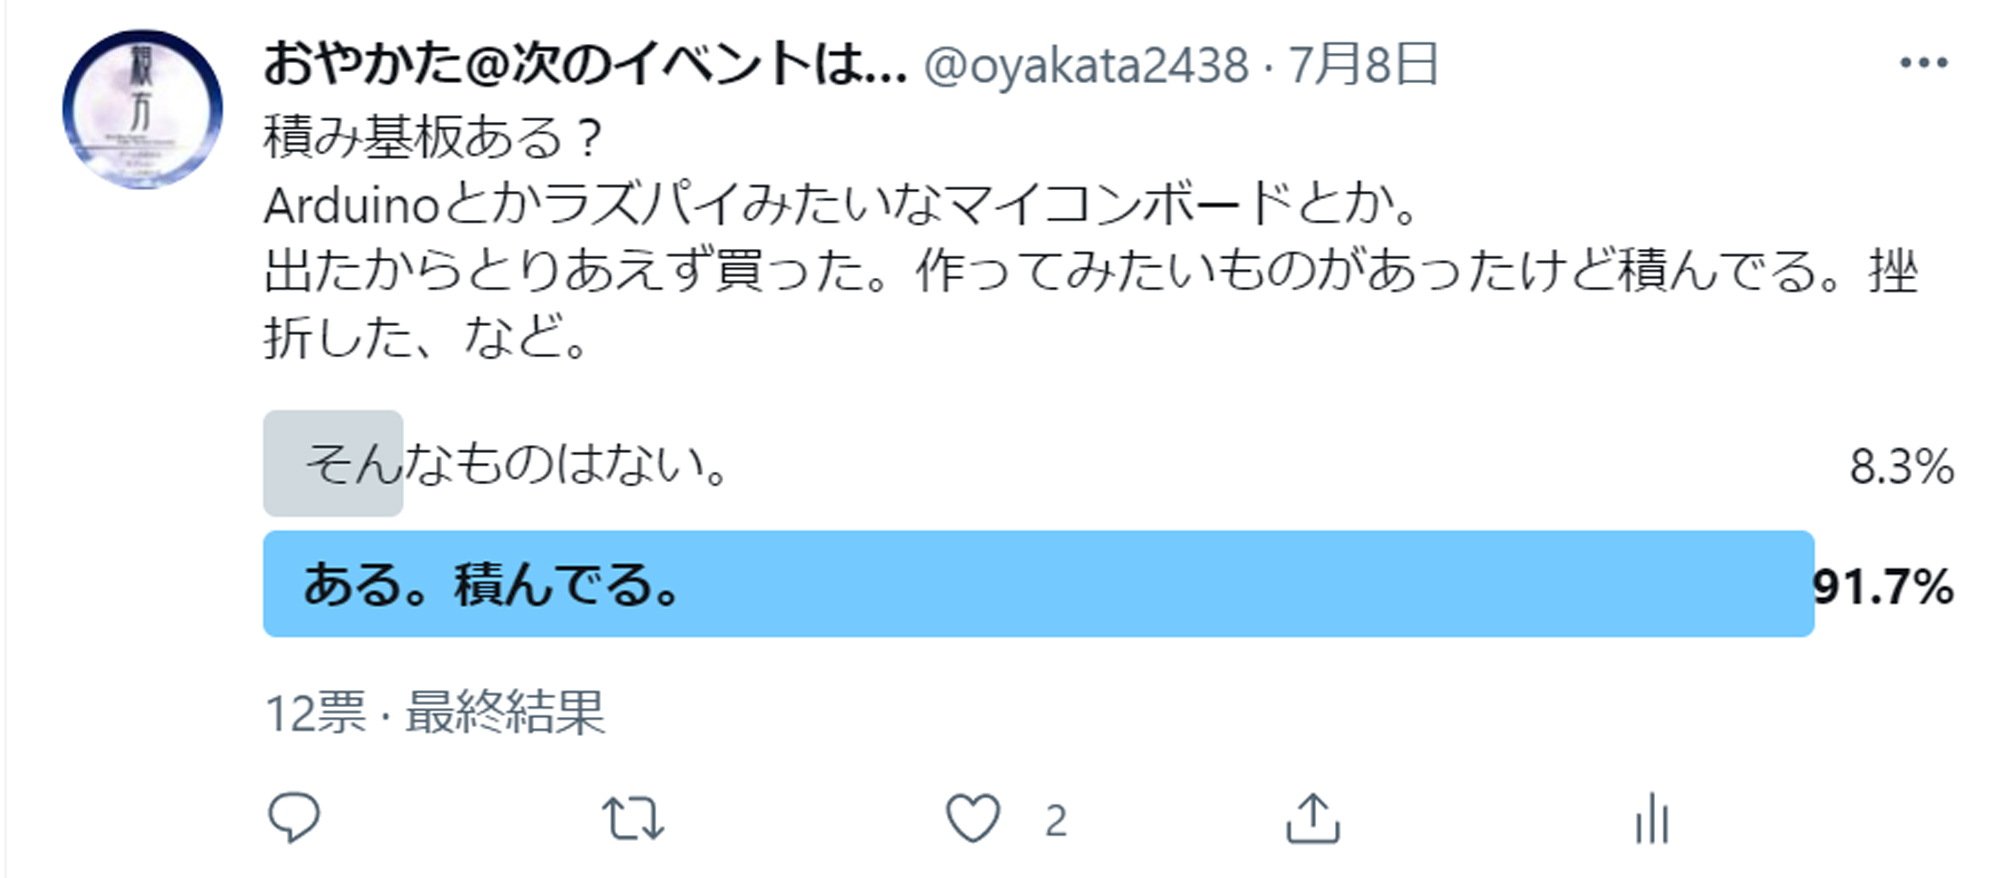 親方
おやかた@次のイベントは... @oyakata2438 · 7月8日
積み基板ある？
Arduinoとかラズパイみたいなマイコンボードとか。
出たからとりあえず買った。作ってみたいものがあったけど積んでる。挫
折した、など。
そんなものはない。 8.3%
ある。積んでる。 91.7%
12票 · 最終結果
2